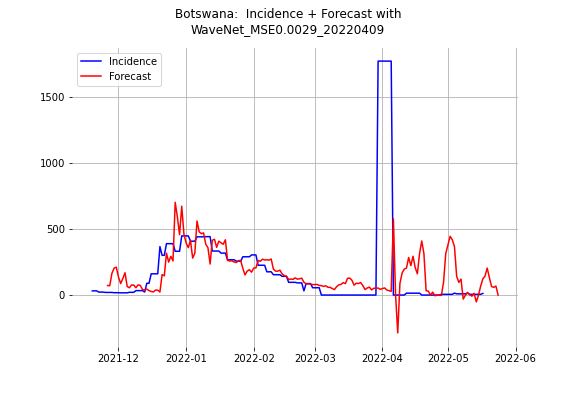 Botswana:  Incidence + Forecast with
WaveNet_MSE0.0029_20220409
Incidence
Forecast
1500
1000
500
0
2021-12 2022-01 2022-02 2022-03 2022-04 2022-05 2022-06